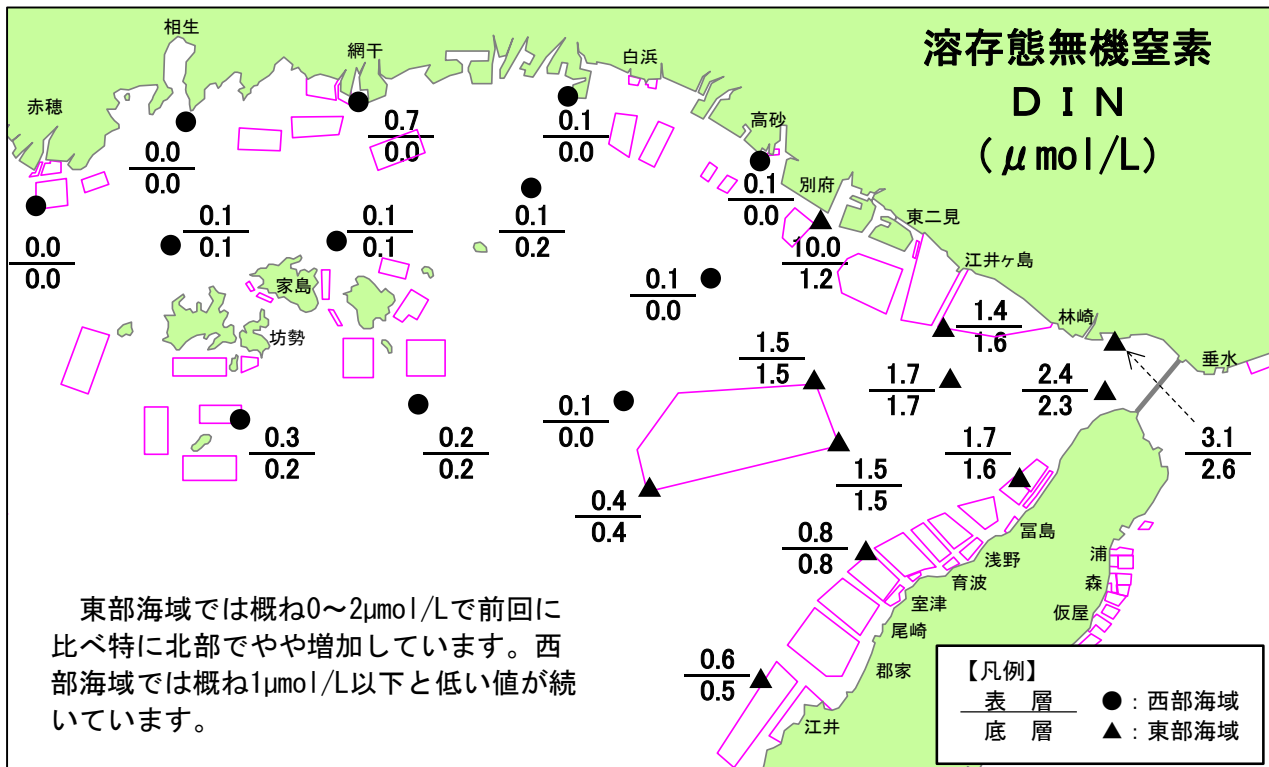 溶存態無機窒素
ＤＩＮ
(μmol/L)
相生
網干
白浜
赤穂
高砂
別府
東二見
江井ヶ島
林崎
垂水
家島
坊勢
0.0
0.0
0.0
0.0
0.7
0.0
0.1
0.0
0.1
0.0
0.1
0.1
0.1
0.1
0.1
0.2
10.0
1.2
0.1
0.0
1.4
1.6
1.5
1.5
1.7
1.7
2.4
2.3
3.1
2.6
0.1
0.0
0.3
0.2
0.2
0.2
1.7
1.6
1.5
1.5
0.4
0.4
0.8
0.8
0.6
0.5
冨島
浅野
育波
室津
尾崎
郡家
江井
浦
森
仮屋
東部海域では概ね0～2μmol/Lで前回に
比べ特に北部でやや増加しています。西
部海域では概ね1μmol/L以下と低い値が続
いています。
【凡例】
表　層 ●：西部海域
底　層 ▲：東部海域